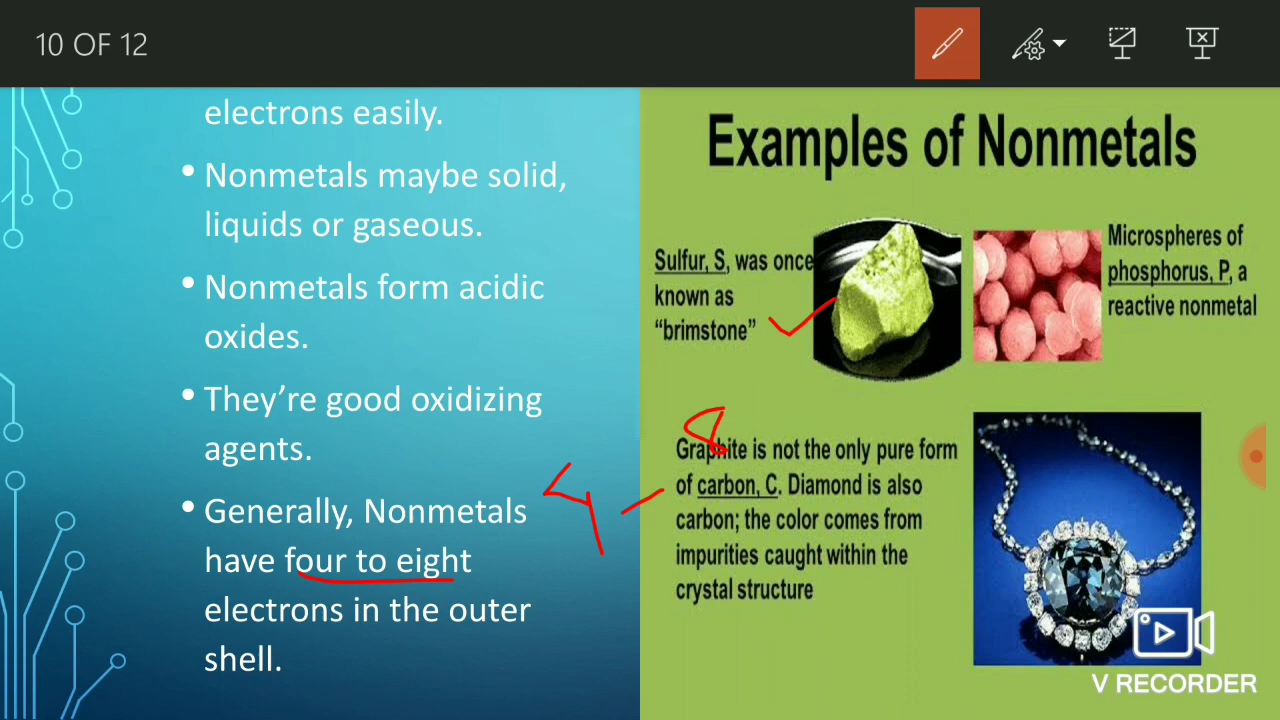 10 OF 12
electrons easily.
• Nonmetals maybe solid,
liquids or gaseous.
• Nonmetals form acidic
oxides.
• They’re good oxidizing
agents.
• Generally, Nonmetals
have four to eight
electrons in the outer
shell.
4 - 8
Examples of Nonmetals
Sulfur, S, was once
known as
“brimstone”
Microspheres of
phosphorus, P, a
reactive nonmetal
Graphite is not the only pure form
of carbon, C. Diamond is also
carbon; the color comes from
impurities caught within the
crystal structure
V RECORDER